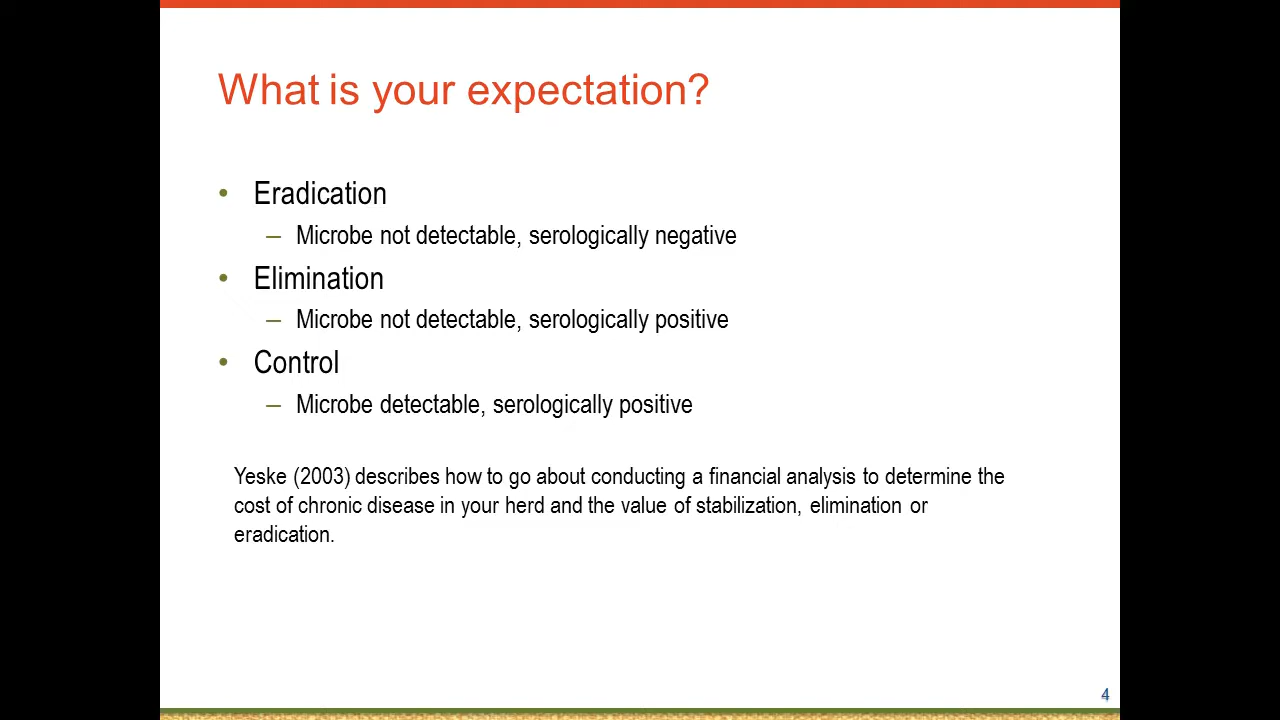 What is your expectation?
• Eradication
– Microbe not detectable, serologically negative
• Elimination
– Microbe not detectable, serologically positive
• Control
– Microbe detectable, serologically positive
Yeske (2003) describes how to go about conducting a financial analysis to determine the
cost of chronic disease in your herd and the value of stabilization, elimination or
eradication.
4